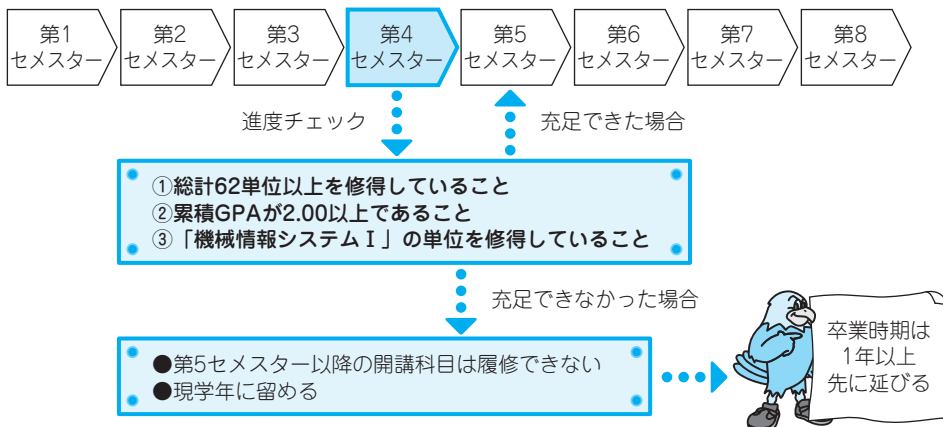 第1
セメスター
第2
セメスター
第3
セメスター
第4
セメスター
第5
セメスター
第6
セメスター
第7
セメスター
第8
セメスター
進度チェック
充足できた場合
①総計62単位以上を修得していること
②累積GPAが2.00以上であること
③「機械情報システムⅠ」の単位を修得していること
充足できなかった場合
●第5セメスター以降の開講科目は履修できない
●現学年に留める
卒業時期は
1年以上
先に延びる